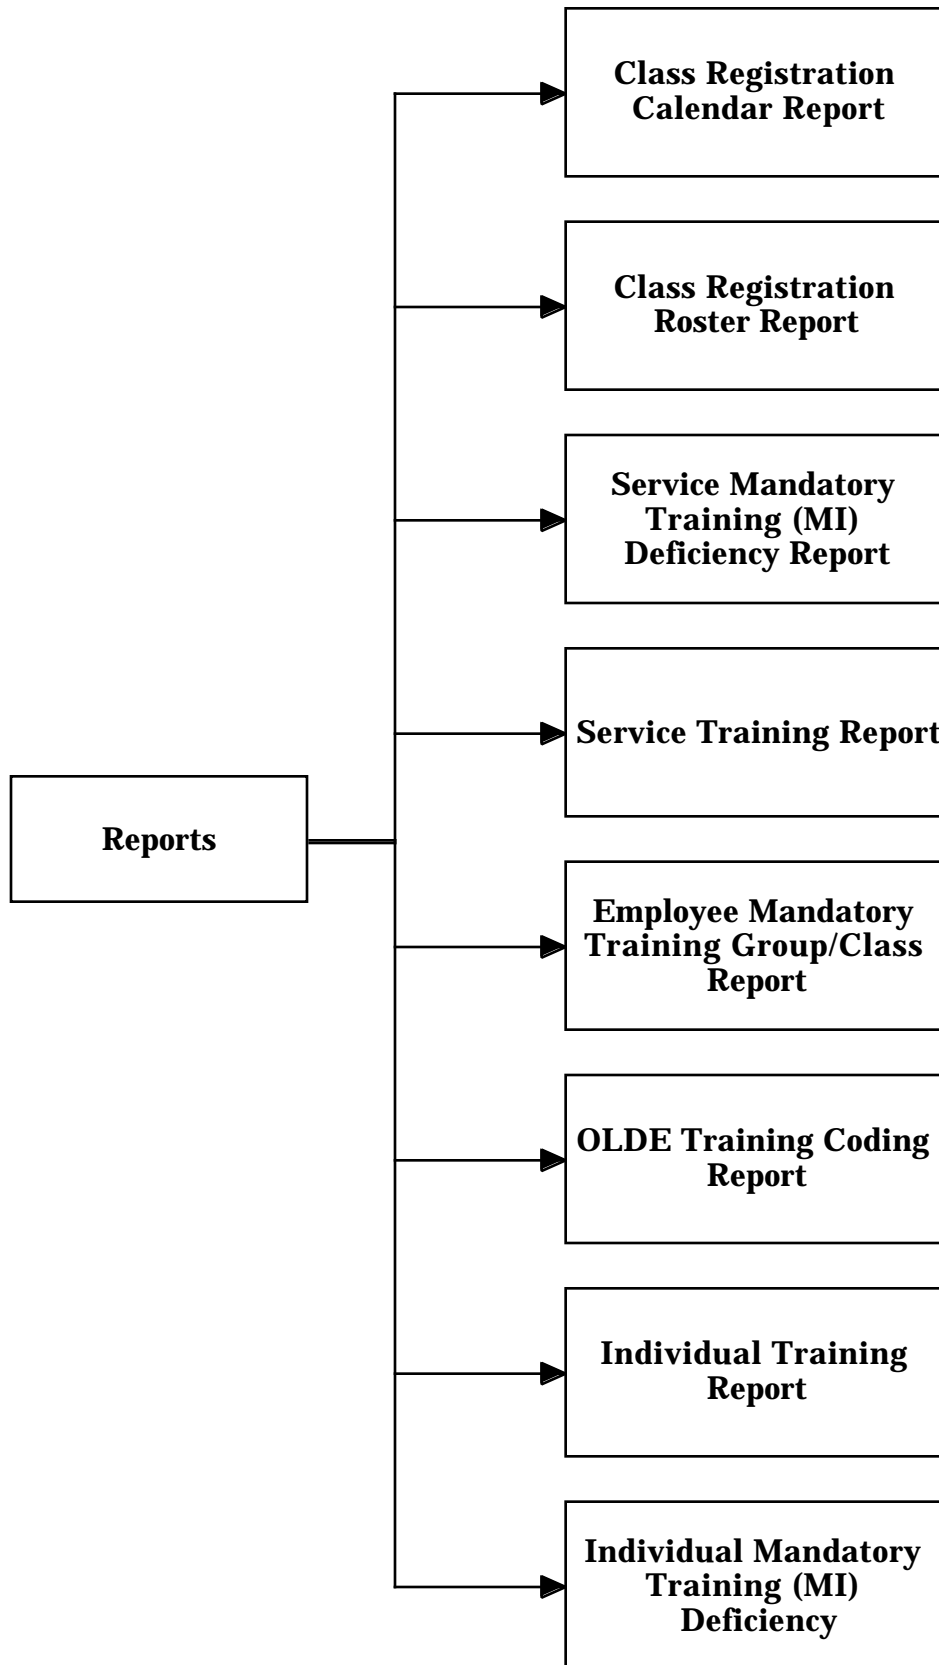 Class Registration
Calendar Report
Class Registration
Roster Report
Service Mandatory
Training (MI)
Deficiency Report
Service Training Report
Reports
Employee Mandatory
Training Group/Class
Report
OLDE Training Coding
Report
Individual Training
Report
Individual Mandatory
Training (MI)
Deficiency